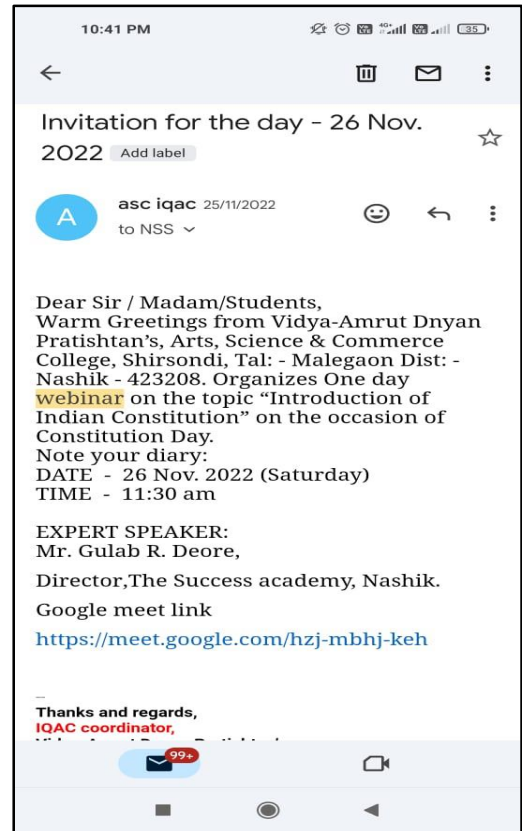 10:41 PM
35
Invitation for the day - 26 Nov.
2022 Add label
A
asc iqac 25/11/2022
to NSS
Dear Sir / Madam/Students,
Warm Greetings from Vidya-Amrut Dnyan
Pratishtan's, Arts, Science & Commerce
College, Shirsondi, Tal: - Malegaon Dist: -
Nashik - 423208. Organizes One day
webinar on the topic “Introduction of
Indian Constitution” on the occasion of
Constitution Day.
Note your diary:
DATE - 26 Nov. 2022 (Saturday)
TIME - 11:30 am
EXPERT SPEAKER:
Mr. Gulab R. Deore,
Director,The Success academy, Nashik.
Google meet link
https://meet.google.com/hzj-mbhj-keh
--
Thanks and regards,
IQAC coordinator,
99+